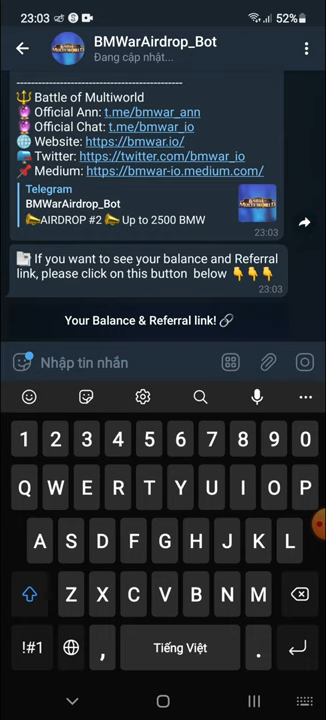 23:03 52%
BMWarAirdrop_Bot
Đang cập nhật...
---------------------------------------------
🔱 Battle of Multiworld
🔮 Official Ann: t.me/bmwar_ann
🔮 Official Chat: t.me/bmwar_io
🌐 Website: https://bmwar.io/
📪 Twitter: https://twitter.com/bmwar_io
📌 Medium: https://bmwar-io.medium.com/
Telegram
BMWarAirdrop_Bot
📣AIRDROP #2 📣Up to 2500 BMW
23:03
If you want to see your balance and Referral
link, please click on this button below 👇👇👇
23:03
Your Balance & Referral link! 🔗
Nhập tin nhắn
1 2 3 4 5 6 7 8 9 0
Q W E R T Y U I O P
A S D F G H J K L
Z X C V B N M
!#1 , Tiếng Việt .